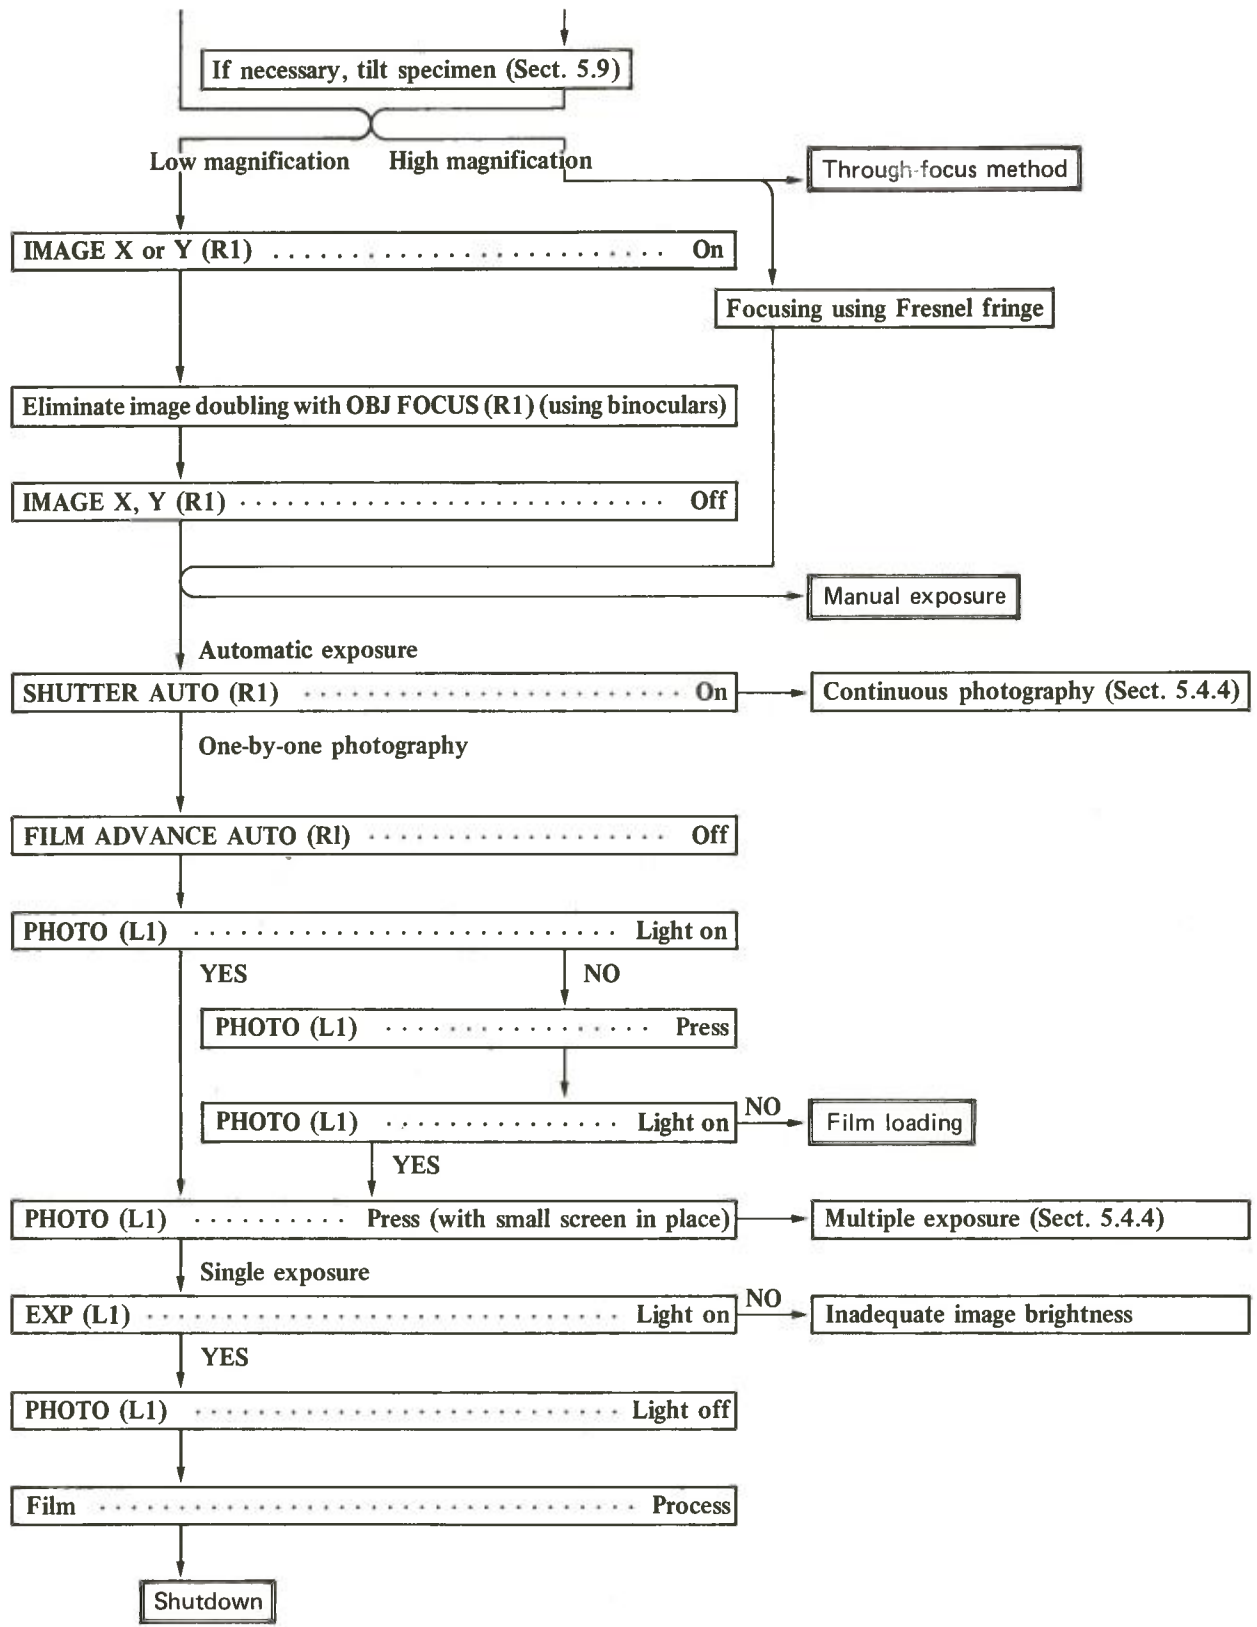 If necessary, tilt specimen (Sect. 5.9)
Low magnification
High magnification
Through-focus method
IMAGE X or Y (R1) ........................ On
Focusing using Fresnel fringe
Eliminate image doubling with OBJ FOCUS (R1) (using binoculars)
IMAGE X, Y (R1) ........................ Off
Manual exposure
Automatic exposure
SHUTTER AUTO (R1) ........................ On
Continuous photography (Sect. 5.4.4)
One-by-one photography
FILM ADVANCE AUTO (Rl) ................ Off
PHOTO (L1) ........................ Light on
YES
NO
PHOTO (L1) ................ Press
PHOTO (L1) ................ Light on
NO
Film loading
YES
PHOTO (L1) .......... Press (with small screen in place)
Multiple exposure (Sect. 5.4.4)
Single exposure
EXP (L1) ........................ Light on
NO
Inadequate image brightness
YES
PHOTO (L1) ........................ Light off
Film ........................ Process
Shutdown